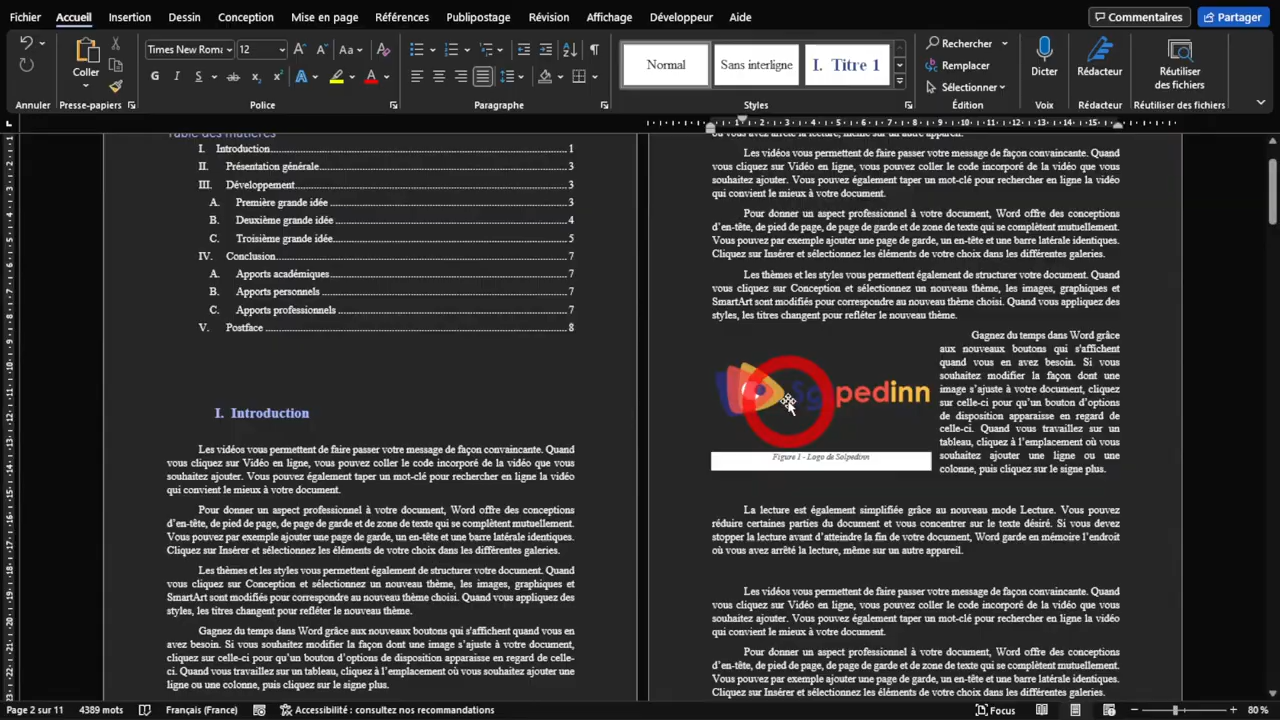 Fichier Accueil Insertion Dessin Conception Mise en page Références Publipostage Révision Affichage Développeur Aide Commentaires Partager
Times New Roma 12 Aa
Coller
Normal Sans interligne I. Titre 1
Rechercher
Remplacer
Sélectionner
Dicter Rédacteur Réutiliser des fichiers
Annuler Presse-papiers Police Paragraphe Styles Édition Voix Rédacteur Réutiliser des fichiers
Table des matières
I. Introduction 1
II. Présentation générale 3
III. Développement 3
A. Première grande idée 3
B. Deuxième grande idée 4
C. Troisième grande idée 5
IV. Conclusion 7
A. Apports académiques 7
B. Apports personnels 7
C. Apports professionnels 7
V. Postface 8
I. Introduction
Les vidéos vous permettent de faire passer votre message de façon convaincante. Quand
vous cliquez sur Vidéo en ligne, vous pouvez coller le code incorporé de la vidéo que vous
souhaitez ajouter. Vous pouvez également taper un mot-clé pour rechercher en ligne la vidéo
qui convient le mieux à votre document.
Pour donner un aspect professionnel à votre document, Word offre des conceptions
d'en-tête, de pied de page, de page de garde et de zone de texte qui se complètent mutuellement.
Vous pouvez par exemple ajouter une page de garde, un en-tête et une barre latérale identiques.
Cliquez sur Insérer et sélectionnez les éléments de votre choix dans les différentes galeries.
Les thèmes et les styles vous permettent également de structurer votre document. Quand
vous cliquez sur Conception et sélectionnez un nouveau thème, les images, graphiques et
SmartArt sont modifiés pour correspondre au nouveau thème choisi. Quand vous appliquez des
styles, les titres changent pour refléter le nouveau thème.
Gagnez du temps dans Word grâce aux nouveaux boutons qui s'affichent quand vous en
avez besoin. Si vous souhaitez modifier la façon dont une image s'ajuste à votre document,
cliquez sur celle-ci pour qu'un bouton d'options de disposition apparaisse en regard de celle-
ci. Quand vous travaillez sur un tableau, cliquez à l'emplacement où vous souhaitez ajouter une
ligne ou une colonne, puis cliquez sur le signe plus.
où vous avez arrêté la lecture, même sur un autre appareil.
Les vidéos vous permettent de faire passer votre message de façon convaincante. Quand
vous cliquez sur Vidéo en ligne, vous pouvez coller le code incorporé de la vidéo que vous
souhaitez ajouter. Vous pouvez également taper un mot-clé pour rechercher en ligne la vidéo
qui convient le mieux à votre document.
Pour donner un aspect professionnel à votre document, Word offre des conceptions
d'en-tête, de pied de page, de page de garde et de zone de texte qui se complètent mutuellement.
Vous pouvez par exemple ajouter une page de garde, un en-tête et une barre latérale identiques.
Cliquez sur Insérer et sélectionnez les éléments de votre choix dans les différentes galeries.
Les thèmes et les styles vous permettent également de structurer votre document. Quand
vous cliquez sur Conception et sélectionnez un nouveau thème, les images, graphiques et
SmartArt sont modifiés pour correspondre au nouveau thème choisi. Quand vous appliquez des
styles, les titres changent pour refléter le nouveau thème.
Gagnez du temps dans Word grâce
aux nouveaux boutons qui s'affichent
quand vous en avez besoin. Si vous
souhaitez modifier la façon dont une
image s'ajuste à votre document, cliquez
sur celle-ci pour qu'un bouton d'options
de disposition apparaisse en regard de
celle-ci. Quand vous travaillez sur un
tableau, cliquez à l'emplacement où vous
souhaitez ajouter une ligne ou une
colonne, puis cliquez sur le signe plus.
pedinn
Figure 1 - Logo de Solpedinn
La lecture est également simplifiée grâce au nouveau mode Lecture. Vous pouvez
réduire certaines parties du document et vous concentrer sur le texte désiré. Si vous devez
stopper la lecture avant d'atteindre la fin de votre document, Word garde en mémoire l'endroit
où vous avez arrêté la lecture, même sur un autre appareil.
Les vidéos vous permettent de faire passer votre message de façon convaincante. Quand
vous cliquez sur Vidéo en ligne, vous pouvez coller le code incorporé de la vidéo que vous
souhaitez ajouter. Vous pouvez également taper un mot-clé pour rechercher en ligne la vidéo
qui convient le mieux à votre document.
Pour donner un aspect professionnel à votre document, Word offre des conceptions
d'en-tête, de pied de page, de page de garde et de zone de texte qui se complètent mutuellement.
Vous pouvez par exemple ajouter une page de garde, un en-tête et une barre latérale identiques.
Cliquez sur Insérer et sélectionnez les éléments de votre choix dans les différentes galeries.
Page 2 sur 11 4389 mots Français (France) Accessibilité : consultez nos recommandations Focus 80 %